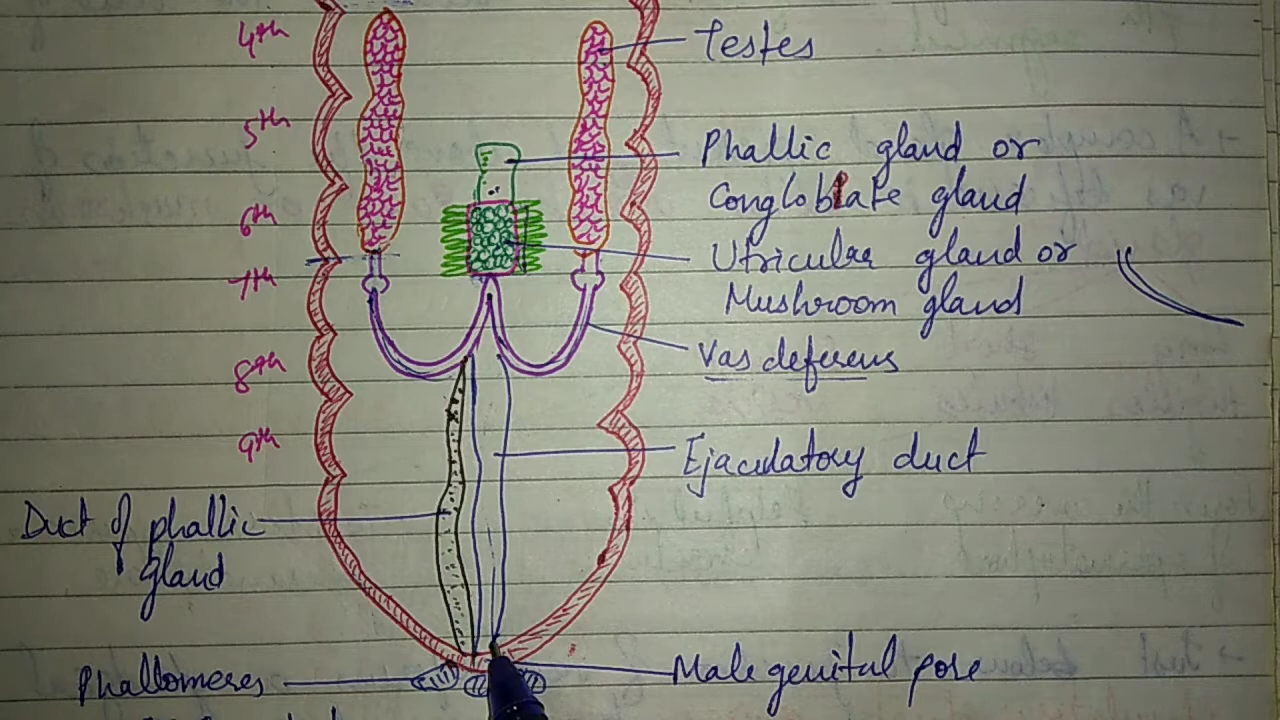 4th
Testes
5th
Phallic gland or
Conglobate gland
6th
Utricular gland or
7th
Mushroom gland
Vas deferens
8th
9th
Ejaculatory duct
Duct of phallic
gland
Phallomeres
Male genital pore